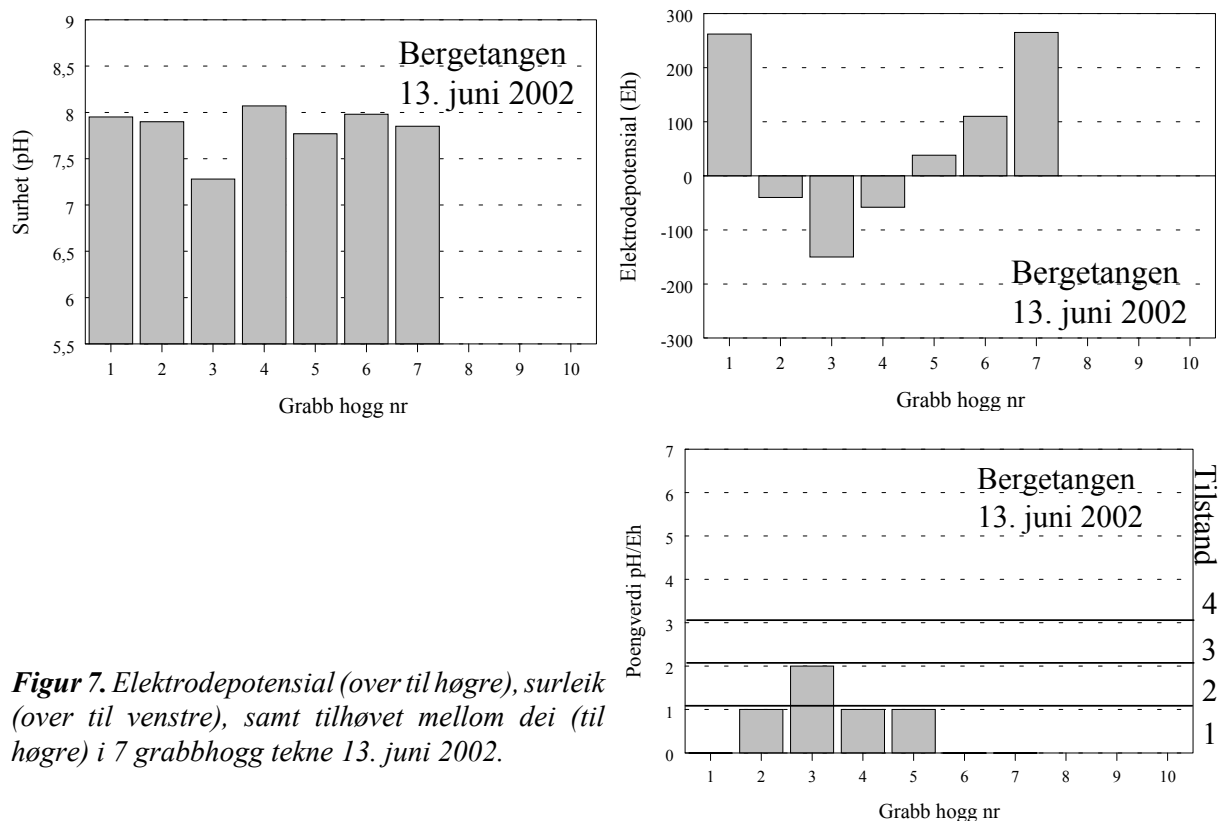 9
8,5
8
7,5
7
6,5
6
5,5
Surhet (pH)
Bergetangen
13. juni 2002
1 2 3 4 5 6 7 8 9 10
Grabb hogg nr
300
200
100
0
-100
-200
-300
Elektrodepotensial (Eh)
Bergetangen
13. juni 2002
1 2 3 4 5 6 7 8 9 10
Grabb hogg nr
7
6
5
4
3
2
1
0
Poengverdi pH/Eh
Bergetangen
13. juni 2002
Tilstand
4
3
2
1
1 2 3 4 5 6 7 8 9 10
Grabb hogg nr
Figur 7. Elektrodepotensial (over til høgre), surleik
(over til venstre), samt tilhøvet mellom dei (til
høgre) i 7 grabbhogg tekne 13. juni 2002.